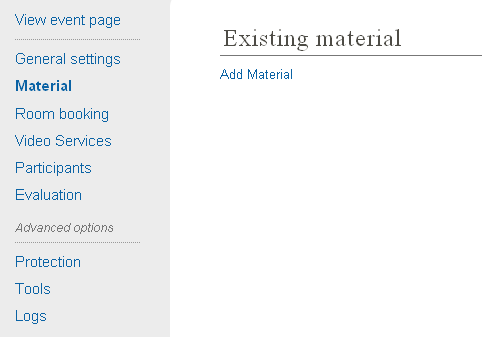 View event page
General settings
Material
Room booking
Video Services
Participants
Evaluation
Advanced options
Protection
Tools
Logs
Existing material
Add Material